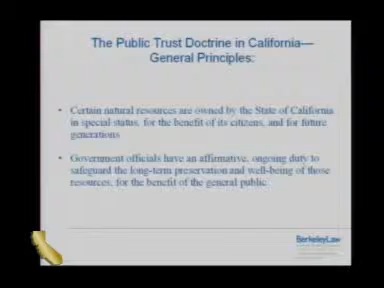 The Public Trust Doctrine in California—
General Principles:
• Certain natural resources are owned by the State of California
in special status, for the benefit of its citizens, and for future
generations
• Government officials have an affirmative, ongoing duty to
safeguard the long-term preservation and well-being of those
resources, for the benefit of the general public.
BerkeleyLaw